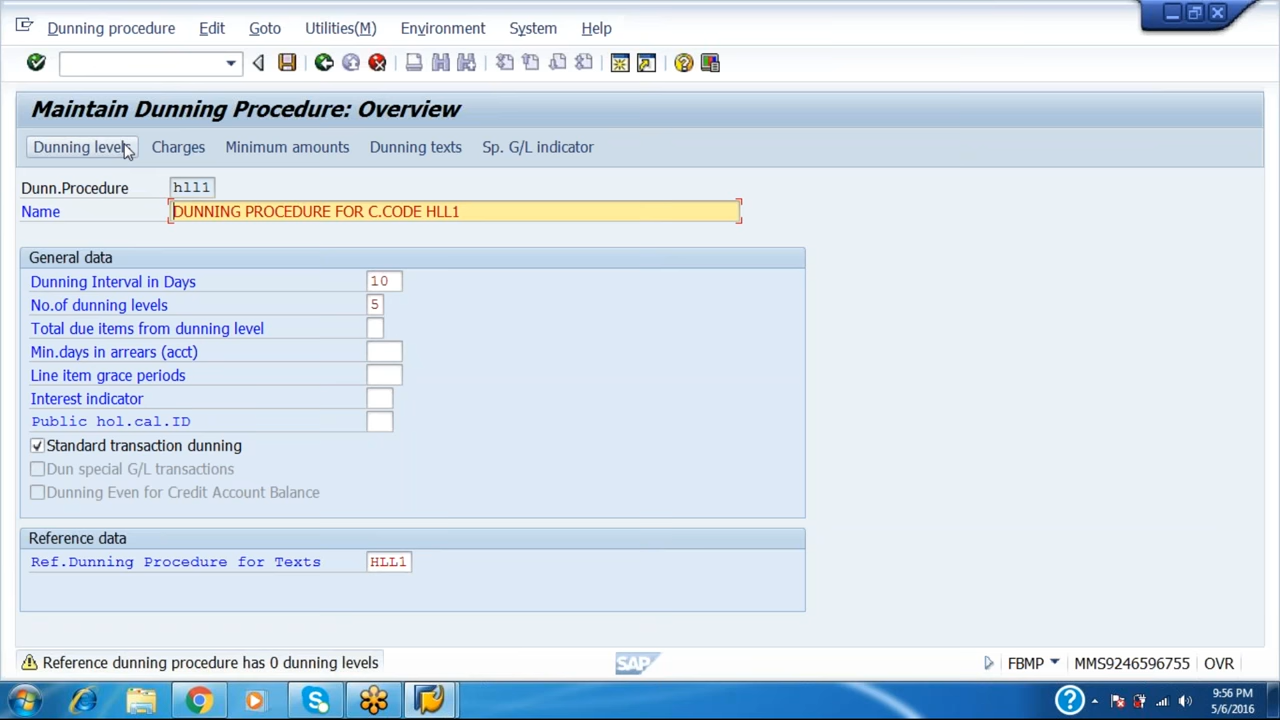 Dunning procedure Edit Goto Utilities(M) Environment System Help
Maintain Dunning Procedure: Overview
Dunning levels Charges Minimum amounts Dunning texts Sp. G/L indicator
Dunn.Procedure hll1
Name DUNNING PROCEDURE FOR C.CODE HLL1
General data
Dunning Interval in Days 10
No.of dunning levels 5
Total due items from dunning level
Min.days in arrears (acct)
Line item grace periods
Interest indicator
Public hol.cal.ID
Standard transaction dunning
Dun special G/L transactions
Dunning Even for Credit Account Balance
Reference data
Ref.Dunning Procedure for Texts HLL1
Reference dunning procedure has 0 dunning levels SAP FBMP MMS9246596755 OVR
9:56 PM
5/6/2016